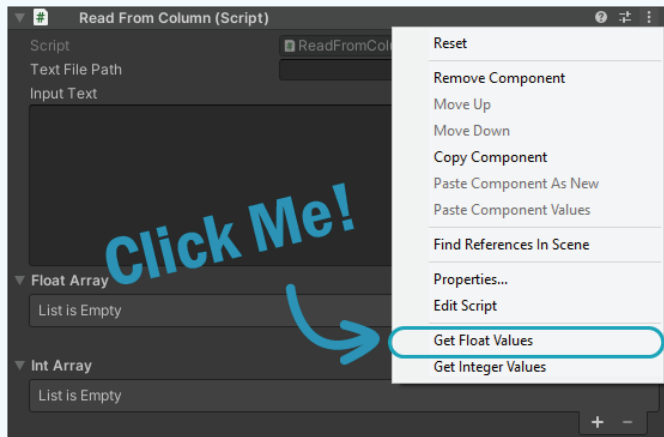 Read From Column (Script)
Script
ReadFromColu
Text File Path
Input Text
Click Me!
Float Array
List is Empty
Int Array
List is Empty
Reset
Remove Component
Move Up
Move Down
Copy Component
Paste Component As New
Paste Component Values
Find References In Scene
Properties...
Edit Script
Get Float Values
Get Integer Values